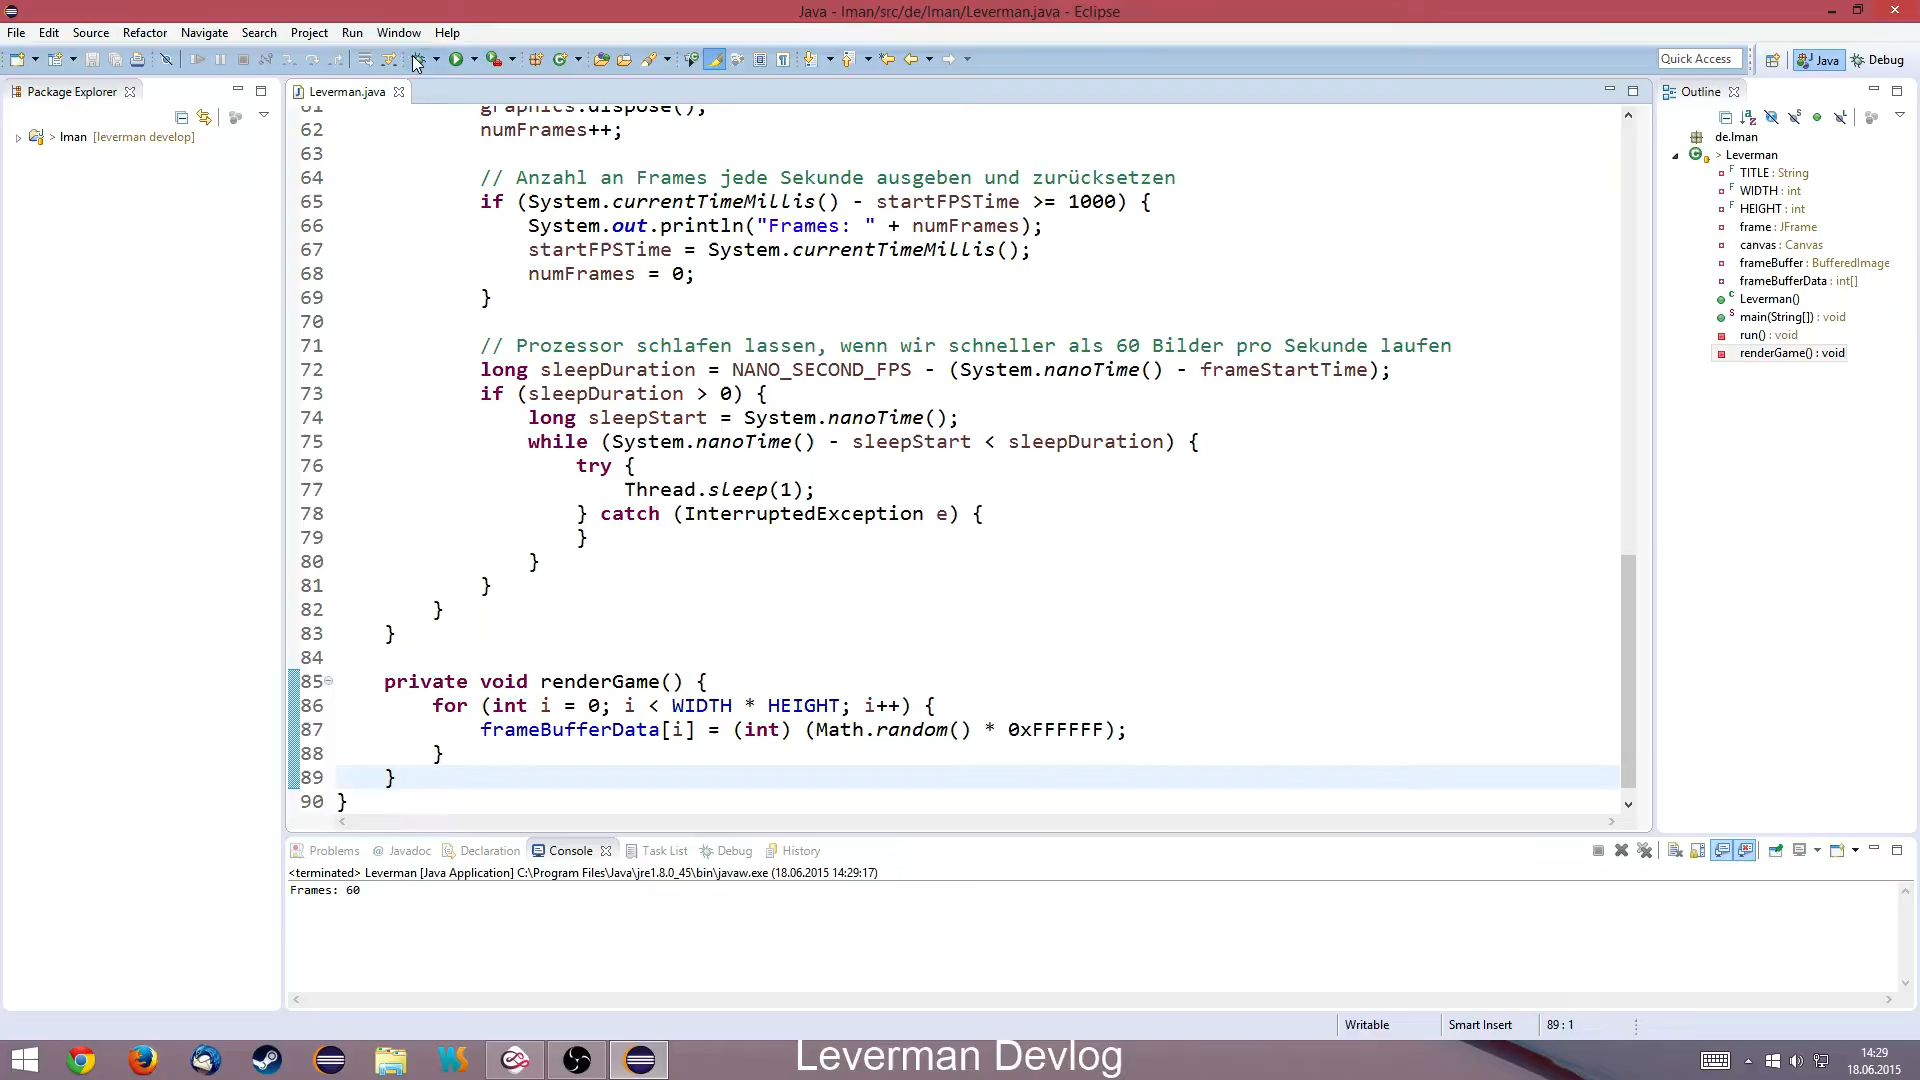 Java - lman/src/de/lman/Leverman.java - Eclipse
File Edit Source Refactor Navigate Search Project Run Window Help
Quick Access
Java
Debug
Package Explorer
Leverman.java
Outline
> lman [leverman develop]
61 graphics.dispose();
62 numFrames++;
63
64 // Anzahl an Frames jede Sekunde ausgeben und zurücksetzen
65 if (System.currentTimeMillis() - startFPSTime >= 1000) {
66 System.out.println("Frames: " + numFrames);
67 startFPSTime = System.currentTimeMillis();
68 numFrames = 0;
69 }
70
71 // Prozessor schlafen lassen, wenn wir schneller als 60 Bilder pro Sekunde laufen
72 long sleepDuration = NANO_SECOND_FPS - (System.nanoTime() - frameStartTime);
73 if (sleepDuration > 0) {
74 long sleepStart = System.nanoTime();
75 while (System.nanoTime() - sleepStart < sleepDuration) {
76 try {
77 Thread.sleep(1);
78 } catch (InterruptedException e) {
79 }
80 }
81 }
82 }
83 }
84
85 private void renderGame() {
86 for (int i = 0; i < WIDTH * HEIGHT; i++) {
87 frameBufferData[i] = (int) (Math.random() * 0xFFFFFF);
88 }
89 }
90 }
de.lman
> Leverman
TITLE : String
WIDTH : int
HEIGHT : int
frame : JFrame
canvas : Canvas
frameBuffer : BufferedImage
frameBufferData : int[]
Leverman()
main(String[]) : void
run() : void
renderGame() : void
Problems @ Javadoc Declaration Console Task List Debug History
<terminated> Leverman [Java Application] C:\Program Files\Java\jre1.8.0_45\bin\javaw.exe (18.06.2015 14:29:17)
Frames: 60
Writable Smart Insert 89 : 1
Leverman Devlog
14:29
18.06.2015